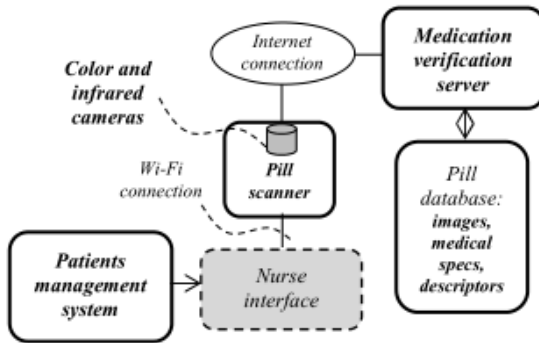 Internet
connection
Medication
verification
server
Color and
infrared
cameras
Pill
scanner
Wi-Fi
connection
Pill
database:
images,
medical
specs,
descriptors
Patients
management
system
Nurse
interface